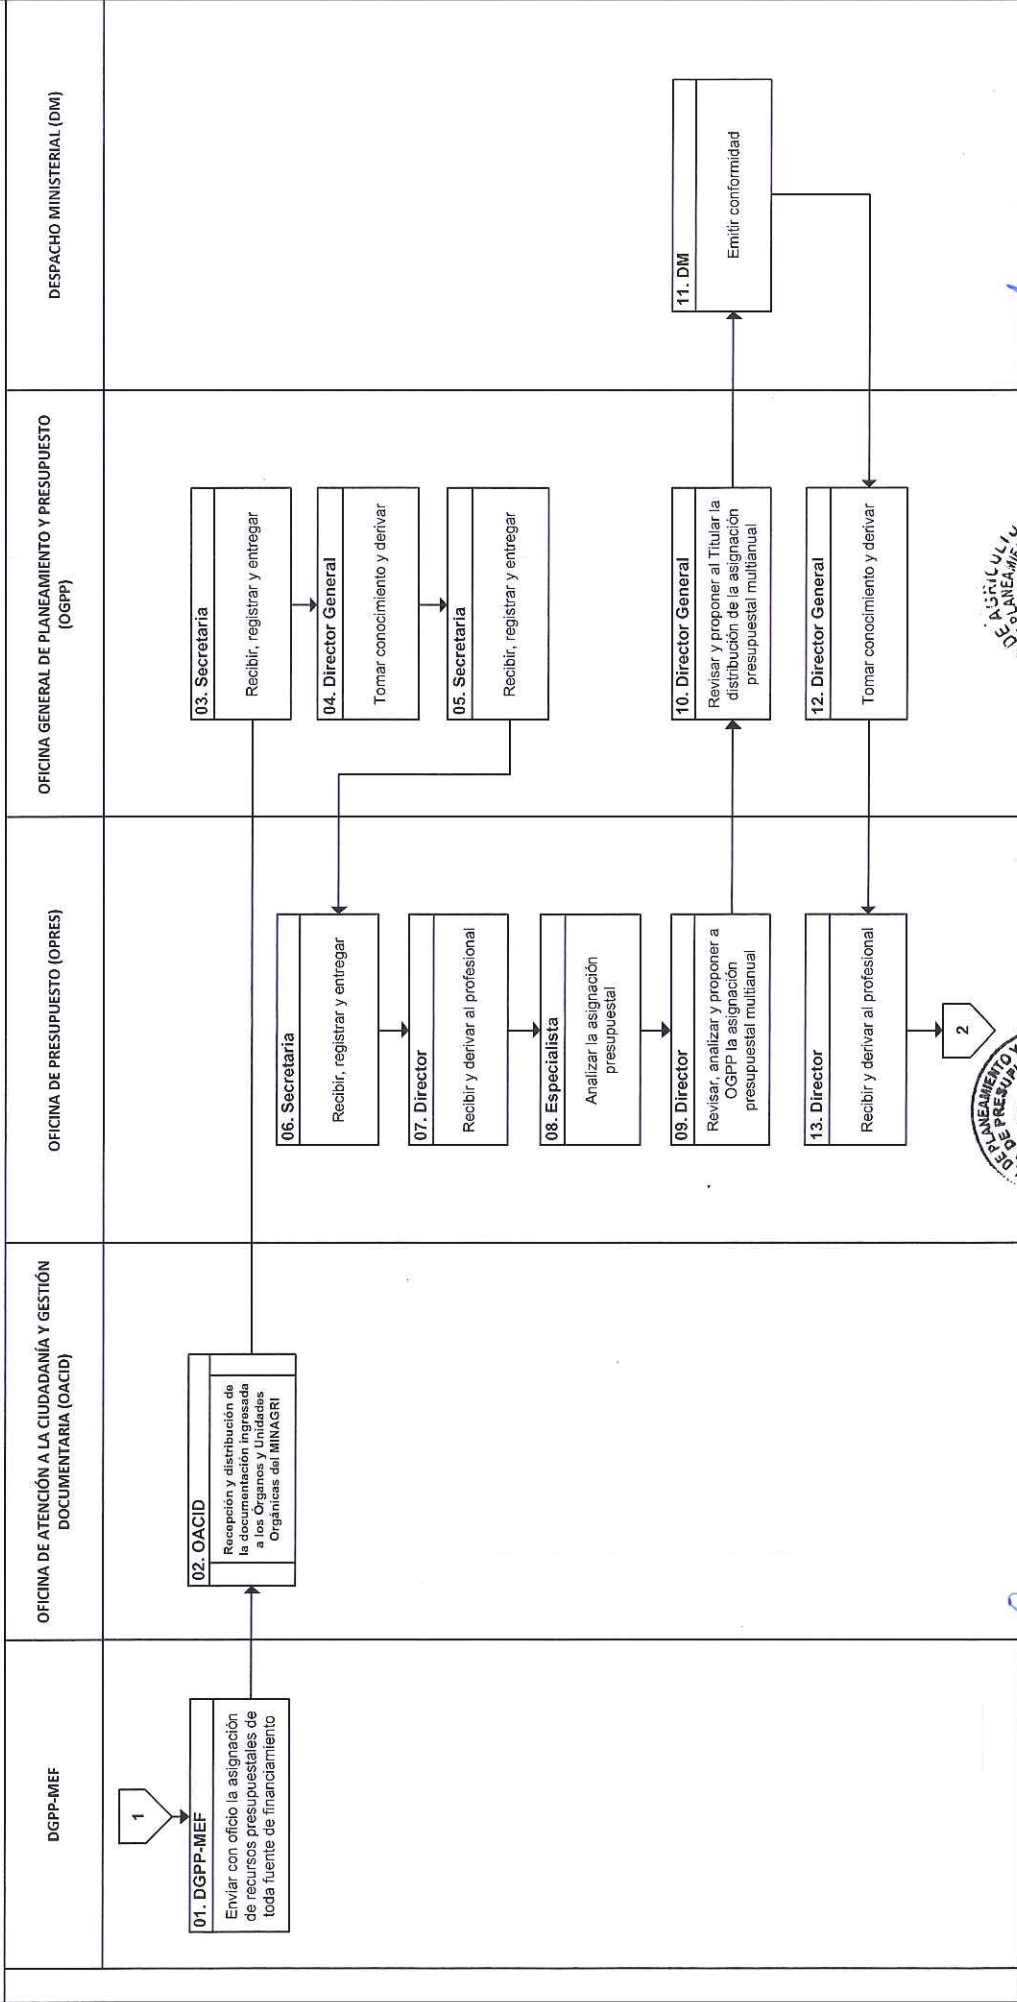 DGPP-MEF
OFICINA DE ATENCIÓN A LA CIUDADANÍA Y GESTIÓN
DOCUMENTARIA (OACID)
OFICINA DE PRESUPUESTO (OPRES)
OFICINA GENERAL DE PLANEAMIENTO Y PRESUPUESTO
(OGPP)
DESPACHO MINISTERIAL (DM)
1
01. DGPP-MEF
Enviar con oficio la asignación
de recursos presupuestales de
toda fuente de financiamiento
02. OACID
Recepción y distribución de
la documentación ingresada
a los Órganos y Unidades
Orgánicas del MINAGRI
03. Secretaria
Recibir, registrar y entregar
04. Director General
Tomar conocimiento y derivar
05. Secretaria
Recibir, registrar y entregar
06. Secretaria
Recibir, registrar y entregar
07. Director
Recibir y derivar al profesional
08. Especialista
Analizar la asignación
presupuestal
09. Director
Revisar, analizar y proponer a
OGPP la asignación
presupuestal multianual
10. Director General
Revisar y proponer al Titular la
distribución de la asignación
presupuestal multianual
11. DM
Emitir conformidad
12. Director General
Tomar conocimiento y derivar
13. Director
Recibir y derivar al profesional
2
DE PLANEAMIENTO
DE